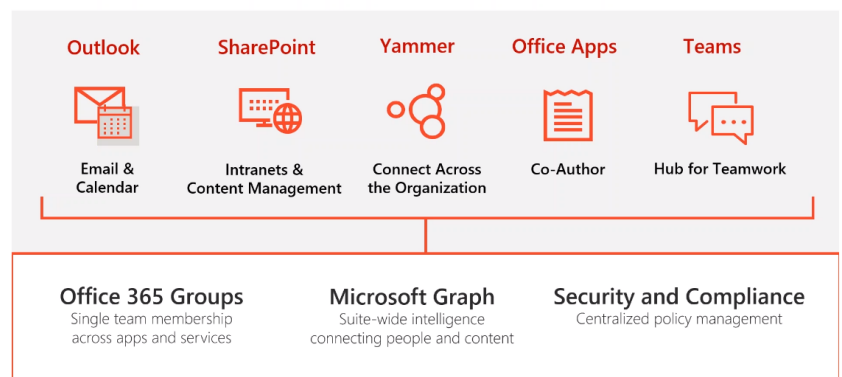 Outlook
SharePoint
Yammer
Office Apps
Teams
Email &
Calendar
Intranets &
Content Management
Connect Across
the Organization
Co-Author
Hub for Teamwork
Office 365 Groups
Single team membership
across apps and services
Microsoft Graph
Suite-wide intelligence
connecting people and content
Security and Compliance
Centralized policy management